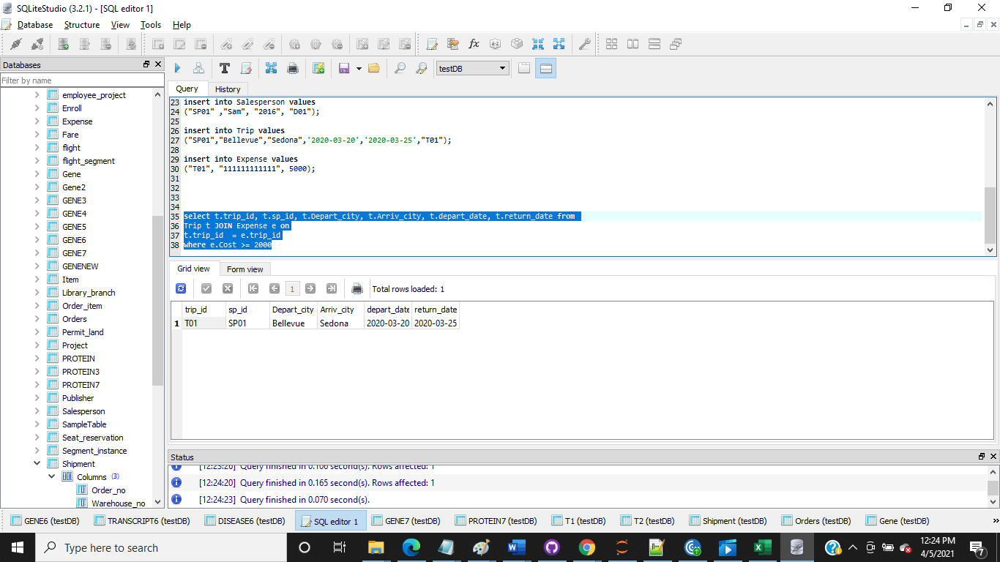 SQLiteStudio (3.2.1) - [SQL editor 1]
Database Structure View Tools Help
Databases
testDB
Filter by name
Query History
employee_project
Enroll
Expense
Fare
flight
flight_segment
Gene
Gene2
GENE3
GENE4
GENE5
GENE6
GENE7
GENENEW
Item
Library_branch
Order_item
Orders
Permit_land
Project
PROTEIN
PROTEIN3
PROTEIN7
Publisher
Salesperson
SampleTable
Seat_reservation
Segment_instance
Shipment
Columns (3)
Order_no
Warehouse_no
23 insert into Salesperson values
24 ("SP01" ,"Sam", "2016", "D01");
25
26 insert into Trip values
27 ("SP01","Bellevue","Sedona",'2020-03-20','2020-03-25',"T01");
28
29 insert into Expense values
30 ("T01", "111111111111", 5000);
31
32
33
34
35 select t.trip_id, t.sp_id, t.Depart_city, t.Arriv_city, t.depart_date, t.return_date from
36 Trip t JOIN Expense e on
37 t.trip_id  = e.trip_id
38 where e.Cost >= 2000
Grid view Form view
1 Total rows loaded: 1
trip_id sp_id Depart_city Arriv_city depart_date return_date
1 T01 SP01 Bellevue Sedona 2020-03-20 2020-03-25
Status
[12:23:20] Query finished in 0.106 second(s). Rows affected: 1
[12:24:20] Query finished in 0.165 second(s). Rows affected: 1
[12:24:23] Query finished in 0.070 second(s).
GENE6 (testDB) TRANSCRIPT6 (testDB) DISEASE6 (testDB) SQL editor 1 GENE7 (testDB) PROTEIN7 (testDB) T1 (testDB) T2 (testDB) Shipment (testDB) Orders (testDB) Gene (testDB)
Type here to search
12:24 PM
4/5/2021
7